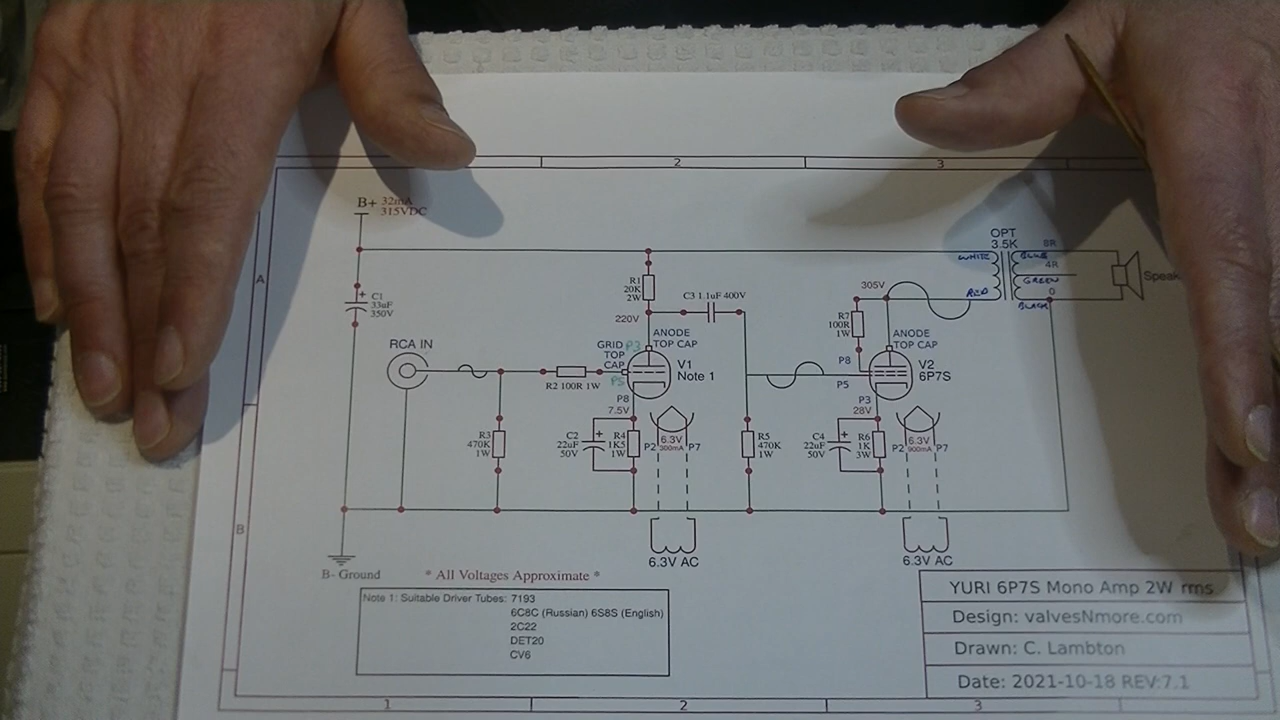 2
3
A
B+ 32mA
315VDC
C1
33uF
350V
RCA IN
R1
20K
2W
220V
C3 1.1uF 400V
ANODE
TOP CAP
GRID
TOP
CAP
P3
P5
V1
Note 1
R2 100R 1W
P8
7.5V
R3
470K
1W
C2
22uF
50V
R4
1K5
1W
P2
6.3V
300mA
P7
R5
470K
1W
305V
R7
100R
1W
P8
P5
ANODE
TOP CAP
V2
6P7S
P3
28V
C4
22uF
50V
R6
1K
3W
P2
6.3V
900mA
P7
OPT
3.5K
WHITE
RED
8R
BLUE
4R
GREEN
0
BLACK
B
6.3V AC
6.3V AC
B- Ground
* All Voltages Approximate *
Note 1: Suitable Driver Tubes: 7193
6C8C (Russian) 6S8S (English)
2C22
DET20
CV6
YURI 6P7S Mono Amp 2W rms
Design: valvesNmore.com
Drawn: C. Lambton
Date: 2021-10-18 REV:7.1
1
2
3